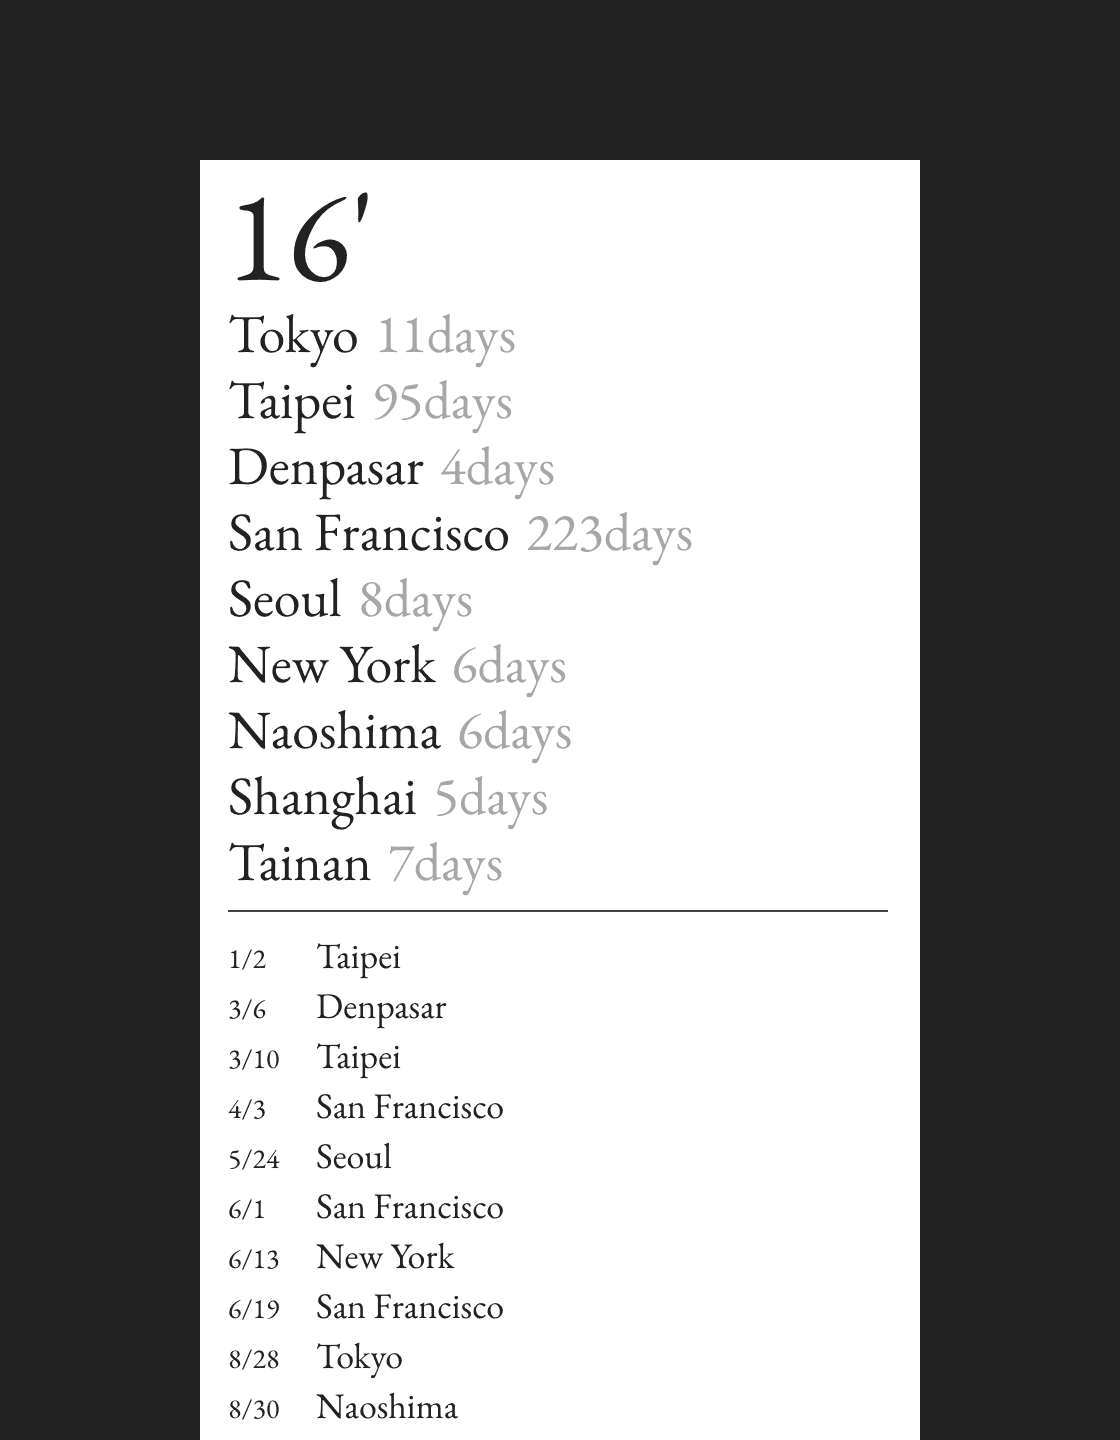 16'
Tokyo 11days
Taipei 95days
Denpasar 4days
San Francisco 223days
Seoul 8days
New York 6days
Naoshima 6days
Shanghai 5days
Tainan 7days
1/2 Taipei
3/6 Denpasar
3/10 Taipei
4/3 San Francisco
5/24 Seoul
6/1 San Francisco
6/13 New York
6/19 San Francisco
8/28 Tokyo
8/30 Naoshima